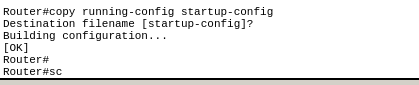 Router#copy running-config startup-config
Destination filename [startup-config]?
Building configuration...
[OK]
Router#
Router#sc